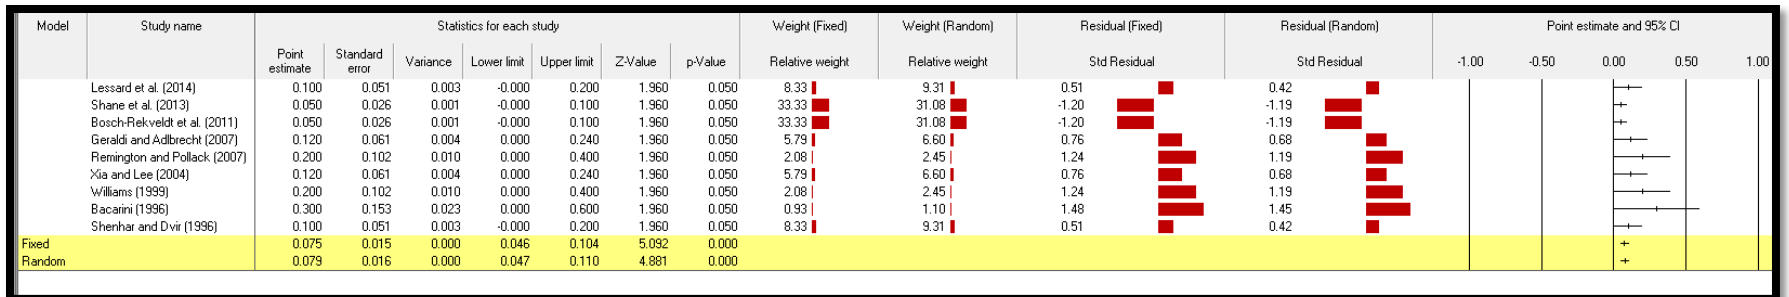 Model Study name Statistics for each study Weight (Fixed) Weight (Random) Residual (Fixed) Residual (Random) Point estimate and 95% CI
Point estimate Standard error Variance Lower limit Upper limit Z-Value p-Value Relative weight Relative weight Std Residual Std Residual -1.00 -0.50 0.00 0.50 1.00
Lessard et al. (2014) 0.100 0.051 0.003 -0.000 0.200 1.960 0.050 8.33 9.31 0.51 0.42
Shane et al. (2013) 0.050 0.026 0.001 -0.000 0.100 1.960 0.050 33.33 31.08 -1.20 -1.19
Bosch-Rekveldt et al. (2011) 0.050 0.026 0.001 -0.000 0.100 1.960 0.050 33.33 31.08 -1.20 -1.19
Geraldi and Adlbrecht (2007) 0.120 0.061 0.004 0.000 0.240 1.960 0.050 5.79 6.60 0.76 0.68
Remington and Pollack (2007) 0.200 0.102 0.010 0.000 0.400 1.960 0.050 2.08 2.45 1.24 1.19
Xia and Lee (2004) 0.120 0.061 0.004 0.000 0.240 1.960 0.050 5.79 6.60 0.76 0.68
Williams (1999) 0.200 0.102 0.010 0.000 0.400 1.960 0.050 2.08 2.45 1.24 1.19
Bacarini (1996) 0.300 0.153 0.023 0.000 0.600 1.960 0.050 0.93 1.10 1.48 1.45
Shenhar and Dvir (1996) 0.100 0.051 0.003 -0.000 0.200 1.960 0.050 8.33 9.31 0.51 0.42
Fixed 0.075 0.015 0.000 0.046 0.104 5.092 0.000
Random 0.079 0.016 0.000 0.047 0.110 4.881 0.000